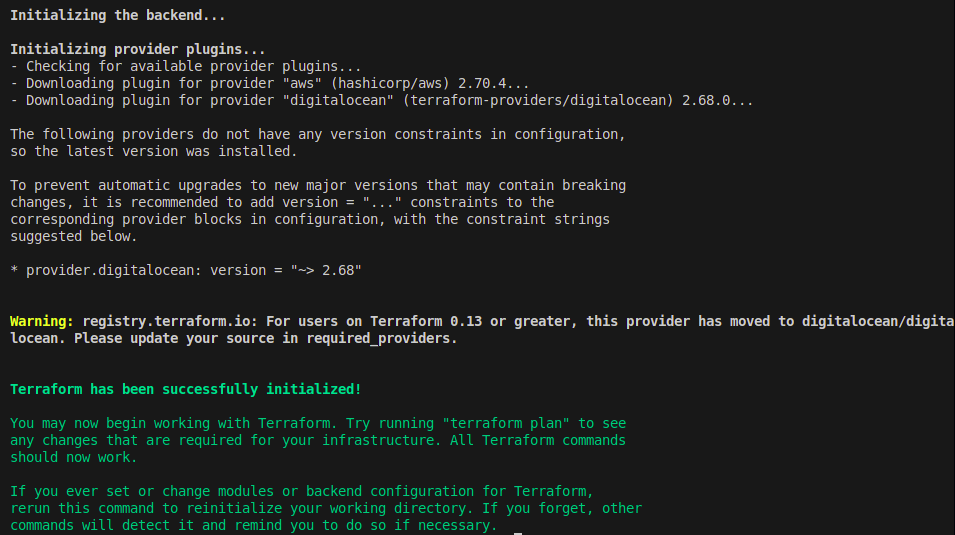 Initializing the backend...
Initializing provider plugins...
- Checking for available provider plugins...
- Downloading plugin for provider "aws" (hashicorp/aws) 2.70.4...
- Downloading plugin for provider "digitalocean" (terraform-providers/digitalocean) 2.68.0...
The following providers do not have any version constraints in configuration,
so the latest version was installed.
To prevent automatic upgrades to new major versions that may contain breaking
changes, it is recommended to add version = "..." constraints to the
corresponding provider blocks in configuration, with the constraint strings
suggested below.
* provider.digitalocean: version = "~> 2.68"
Warning: registry.terraform.io: For users on Terraform 0.13 or greater, this provider has moved to digitalocean/digita
locean. Please update your source in required_providers.
Terraform has been successfully initialized!
You may now begin working with Terraform. Try running "terraform plan" to see
any changes that are required for your infrastructure. All Terraform commands
should now work.
If you ever set or change modules or backend configuration for Terraform,
rerun this command to reinitialize your working directory. If you forget, other
commands will detect it and remind you to do so if necessary.